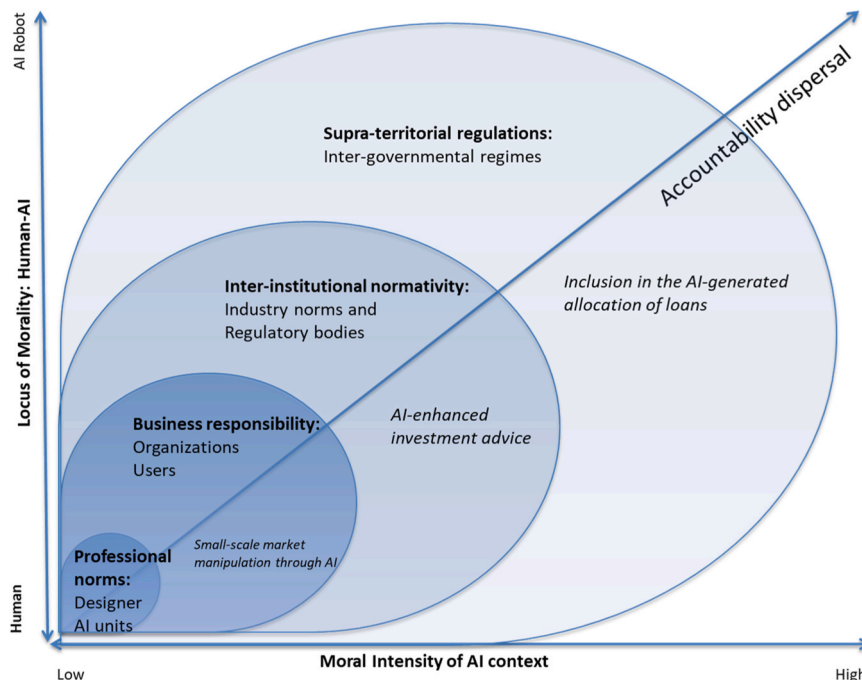 AI Robot
Accountability dispersal
Supra-territorial regulations:
Inter-governmental regimes
Locus of Morality: Human-AI
Inter-institutional normativity:
Industry norms and
Regulatory bodies
Inclusion in the AI-generated
allocation of loans
Business responsibility:
Organizations
Users
AI-enhanced
investment advice
Small-scale market
manipulation through AI
Professional
norms:
Designer
AI units
Human
Low
Moral Intensity of AI context
High